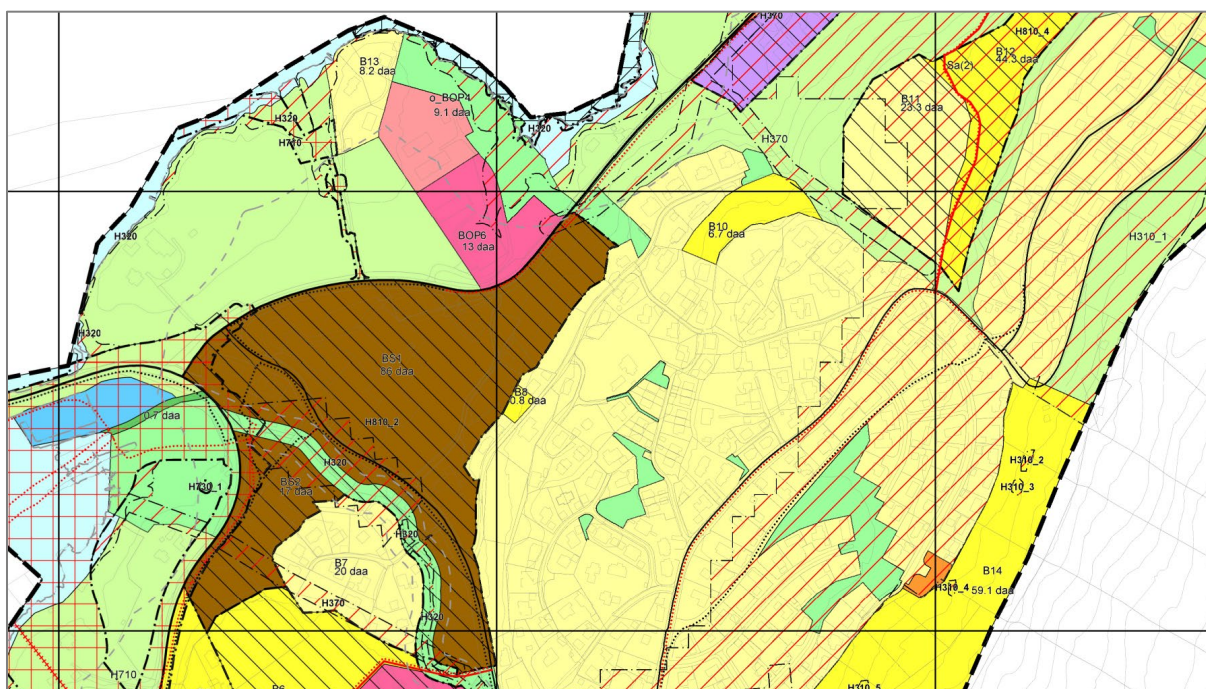 H370
H810_4
B12
44.3 daa
Sa(2)
B13
8.2 daa
o_BOP4
9.1 daa
B11
23.3 daa
H320
H320
H710
H370
B10
6.7 daa
BOP6
13 daa
H320
H310_1
H320
BS1
86 daa
B8
0.8 daa
0.7 daa
H810_2
H320
H310_2
H310_3
H730_1
BS2
17 daa
H320
B7
20 daa
B14
59.1 daa
H310_4
H370
H320
H710
B6
H310_5